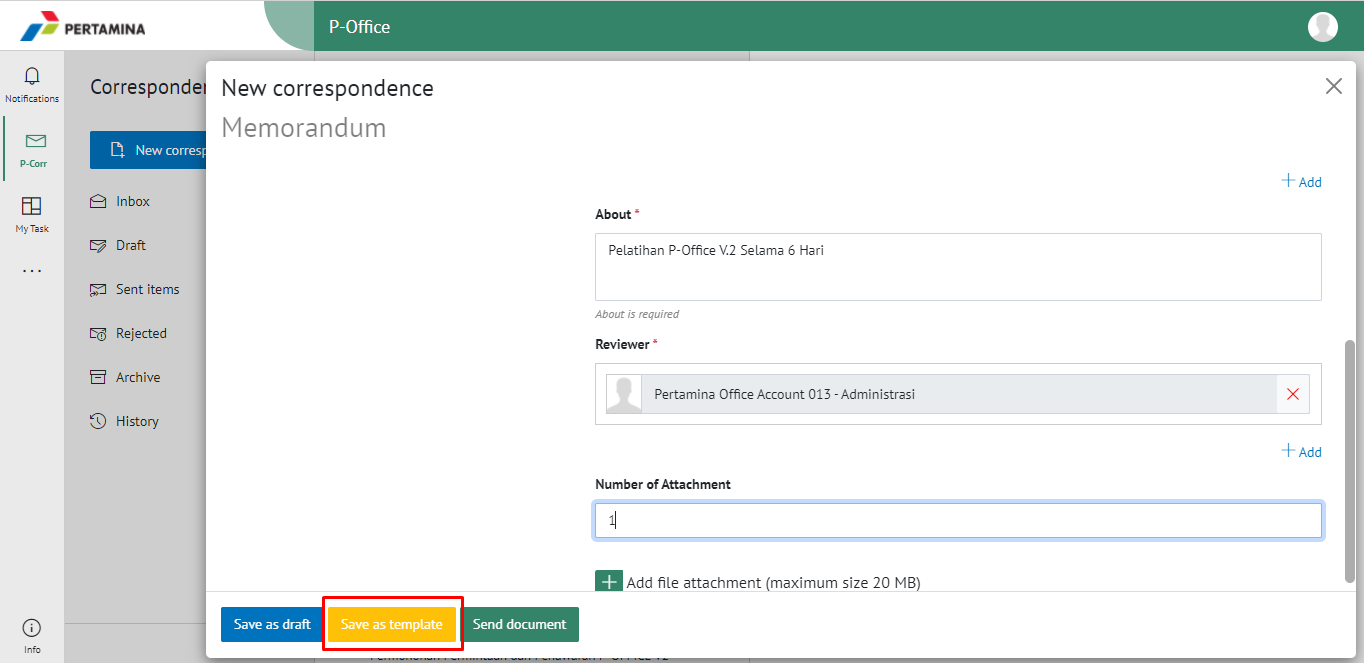 PERTAMINA
P-Office
Notifications
P-Corr
My Task
Info
New corresp
Inbox
Draft
Sent items
Rejected
Archive
History
New correspondence
Memorandum
Add
About *
Pelatihan P-Office V.2 Selama 6 Hari
About is required
Reviewer *
Pertamina Office Account 013 - Administrasi
Add
Number of Attachment
1
Add file attachment (maximum size 20 MB)
Save as draft
Save as template
Send document